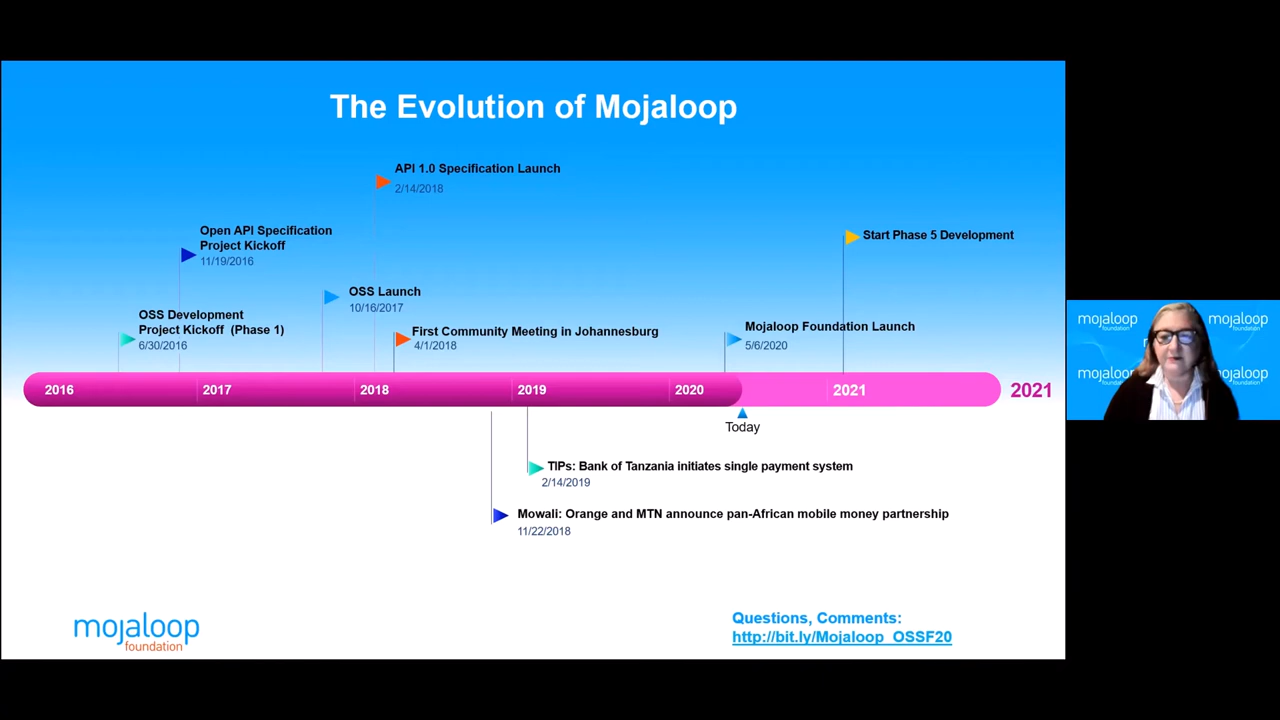 The Evolution of Mojaloop
API 1.0 Specification Launch
2/14/2018
Open API Specification
Project Kickoff
11/19/2016
Start Phase 5 Development
OSS Launch
10/16/2017
OSS Development
Project Kickoff (Phase 1)
6/30/2016
First Community Meeting in Johannesburg
4/1/2018
Mojaloop Foundation Launch
5/6/2020
2016 2017 2018 2019 2020 2021 2021
Today
TIPs: Bank of Tanzania initiates single payment system
2/14/2019
Mowali: Orange and MTN announce pan-African mobile money partnership
11/22/2018
mojaloop
foundation
Questions, Comments:
http://bit.ly/Mojaloop_OSSF20
mojaloop
foundation
mojaloop
foundation